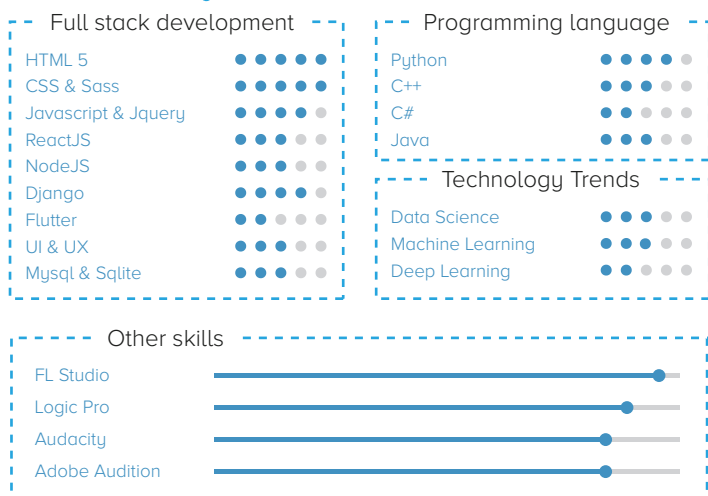 Full stack development
HTML 5
CSS & Sass
Javascript & Jquery
ReactJS
NodeJS
Django
Flutter
UI & UX
Mysql & Sqlite
Programming language
Python
C++
C#
Java
Technology Trends
Data Science
Machine Learning
Deep Learning
Other skills
FL Studio
Logic Pro
Audacity
Adobe Audition